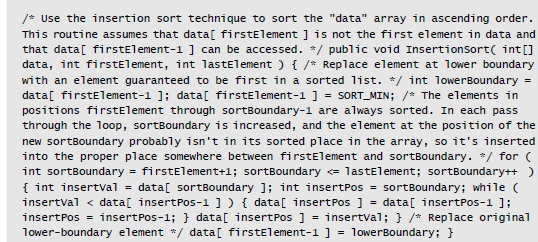 /* Use the insertion sort technique to sort the "data" array in ascending order.
This routine assumes that data[ firstElement ] is not the first element in data and
that data[ firstElement-1 ] can be accessed. */ public void InsertionSort( int[]
data, int firstElement, int lastElement ) { /* Replace element at lower boundary
with an element guaranteed to be first in a sorted list. */ int lowerBoundary =
data[ firstElement-1 ]; data[ firstElement-1 ] = SORT_MIN; /* The elements in
positions firstElement through sortBoundary-1 are always sorted. In each pass
through the loop, sortBoundary is increased, and the element at the position of the
new sortBoundary probably isn't in its sorted place in the array, so it's inserted
into the proper place somewhere between firstElement and sortBoundary. */ for (
int sortBoundary = firstElement+1; sortBoundary <= lastElement; sortBoundary++ )
{ int insertVal = data[ sortBoundary ]; int insertPos = sortBoundary; while (
insertVal < data[ insertPos-1 ] ) { data[ insertPos ] = data[ insertPos-1 ];
insertPos = insertPos-1; } data[ insertPos ] = insertVal; } /* Replace original
lower-boundary element */ data[ firstElement-1 ] = lowerBoundary; }